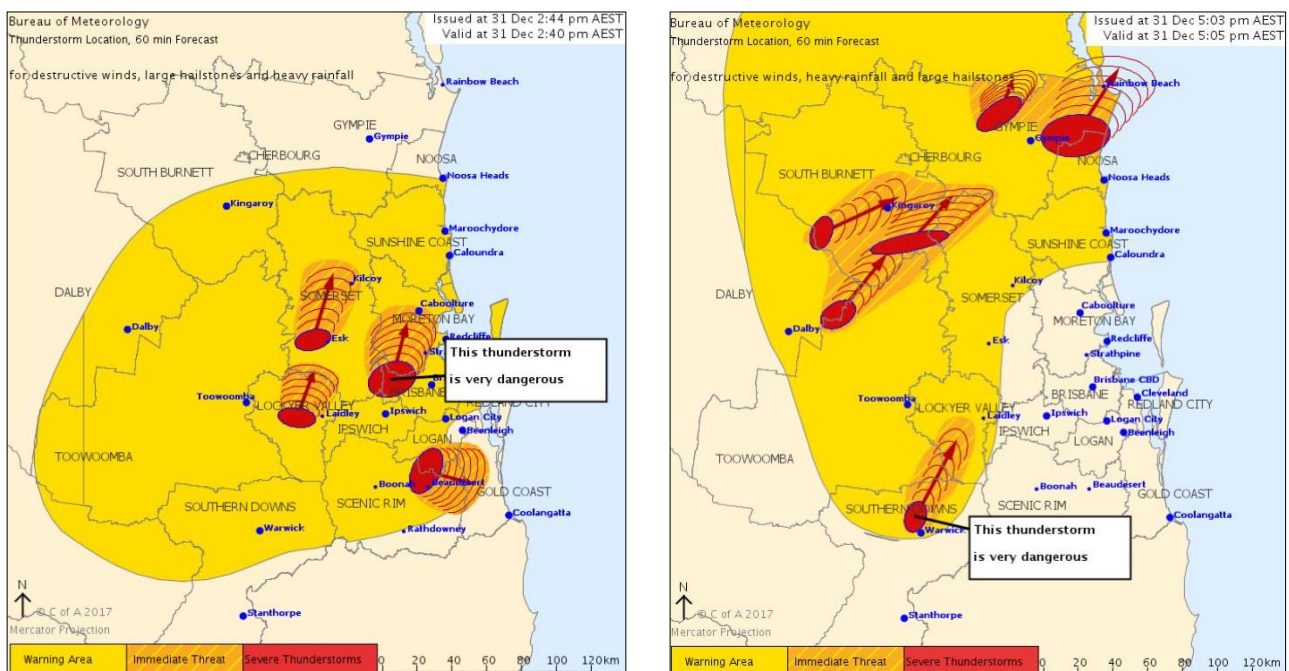 Bureau of Meteorology
Issued at 31 Dec 2:44 pm AEST
Thunderstorm Location, 60 min Forecast
Valid at 31 Dec 2:40 pm AEST
for destructive winds, large hailstones and heavy rainfall
Rainbow Beach
GYMPIE
Gympie
CHERBOURG
NOOSA
SOUTH BURNETT
Noosa Heads
Kingaroy
Maroochydore
SUNSHINE COAST
Caloundra
DALBY
Kilcoy
SOMERSET
Caboolture
MORETON BAY
Dalby
Redcliffe
Esk
Str
This thunderstorm
is very dangerous
Br
BRISBANE
Toowoomba
LOCKYER VALLEY
REDLAND CITY
Laidley
Ipswich
Logan City
IPSWICH
Beenleigh
LOGAN
TOOWOOMBA
Boonah
Beaudesert
GOLD COAST
SOUTHERN DOWNS
SCENIC RIM
Coolangatta
Warwick
Rathdowney
N
© C of A 2017
Stanthorpe
Mercator Projection
Warning Area
Immediate Threat
Severe Thunderstorms
0 20 40 60 80 100 120km
Bureau of Meteorology
Issued at 31 Dec 5:03 pm AEST
Thunderstorm Location, 60 min Forecast
Valid at 31 Dec 5:05 pm AEST
for destructive winds, heavy rainfall and large hailstones
Rainbow Beach
GYMPIE
Gympie
CHERBOURG
NOOSA
SOUTH BURNETT
Noosa Heads
Kingaroy
Maroochydore
SUNSHINE COAST
Caloundra
DALBY
Kilcoy
SOMERSET
Caboolture
MORETON BAY
Dalby
Redcliffe
Esk
Strathpine
Brisbane CBD
BRISBANE
Cleveland
Toowoomba
LOCKYER VALLEY
REDLAND CITY
Laidley
Ipswich
Logan City
IPSWICH
Beenleigh
LOGAN
TOOWOOMBA
Boonah
Beaudesert
GOLD COAST
SOUTHERN DOWNS
SCENIC RIM
Coolangatta
Warwick
This thunderstorm
is very dangerous
N
© C of A 2017
Stanthorpe
Mercator Projection
Warning Area
Immediate Threat
Severe Thunderstorms
0 20 40 60 80 100 120km